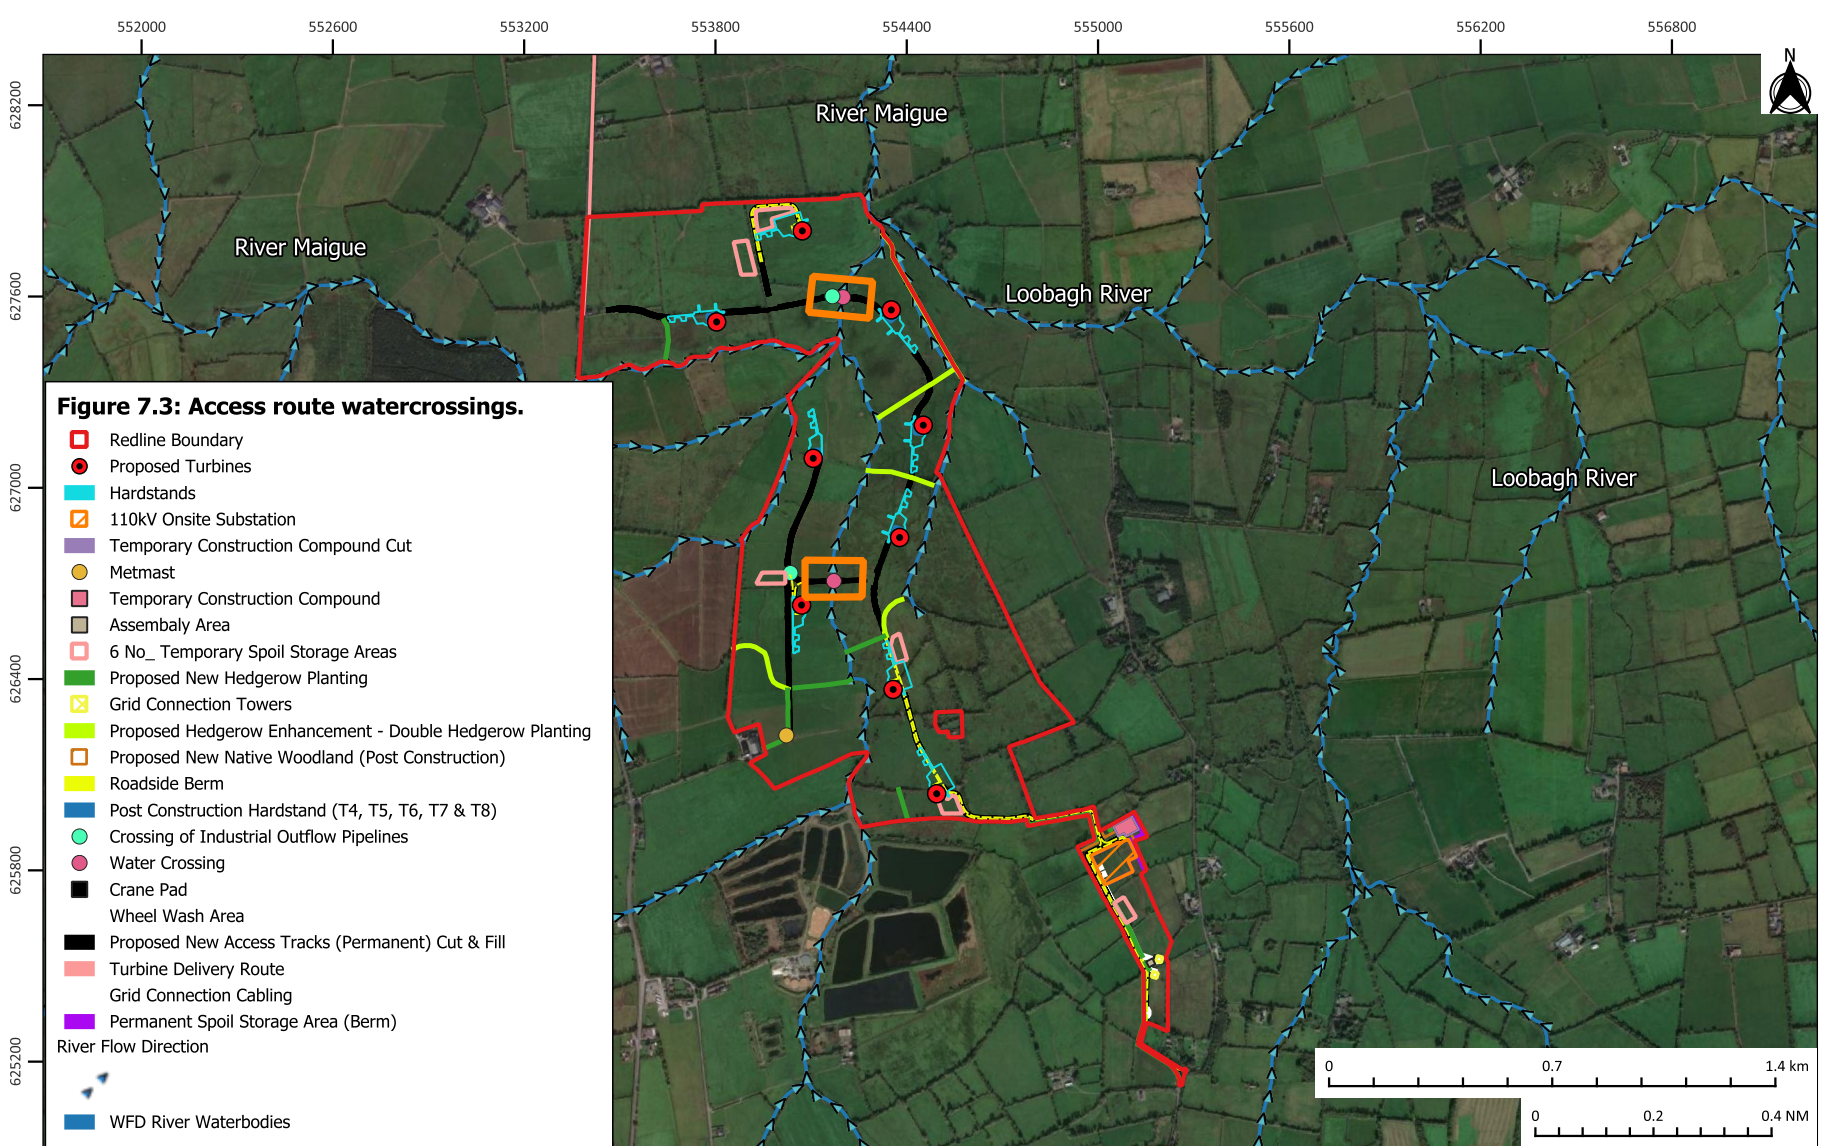 552000 552600 553200 553800 554400 555000 555600 556200 556800
N
628200
627600
627000
626400
625800
625200
River Maigue
River Maigue
Loobagh River
Loobagh River
Figure 7.3: Access route watercrossings.
Redline Boundary
Proposed Turbines
Hardstands
110kV Onsite Substation
Temporary Construction Compound Cut
Metmast
Temporary Construction Compound
Assembaly Area
6 No_ Temporary Spoil Storage Areas
Proposed New Hedgerow Planting
Grid Connection Towers
Proposed Hedgerow Enhancement - Double Hedgerow Planting
Proposed New Native Woodland (Post Construction)
Roadside Berm
Post Construction Hardstand (T4, T5, T6, T7 & T8)
Crossing of Industrial Outflow Pipelines
Water Crossing
Crane Pad
Wheel Wash Area
Proposed New Access Tracks (Permanent) Cut & Fill
Turbine Delivery Route
Grid Connection Cabling
Permanent Spoil Storage Area (Berm)
River Flow Direction
WFD River Waterbodies
0 0.7 1.4 km
0 0.2 0.4 NM